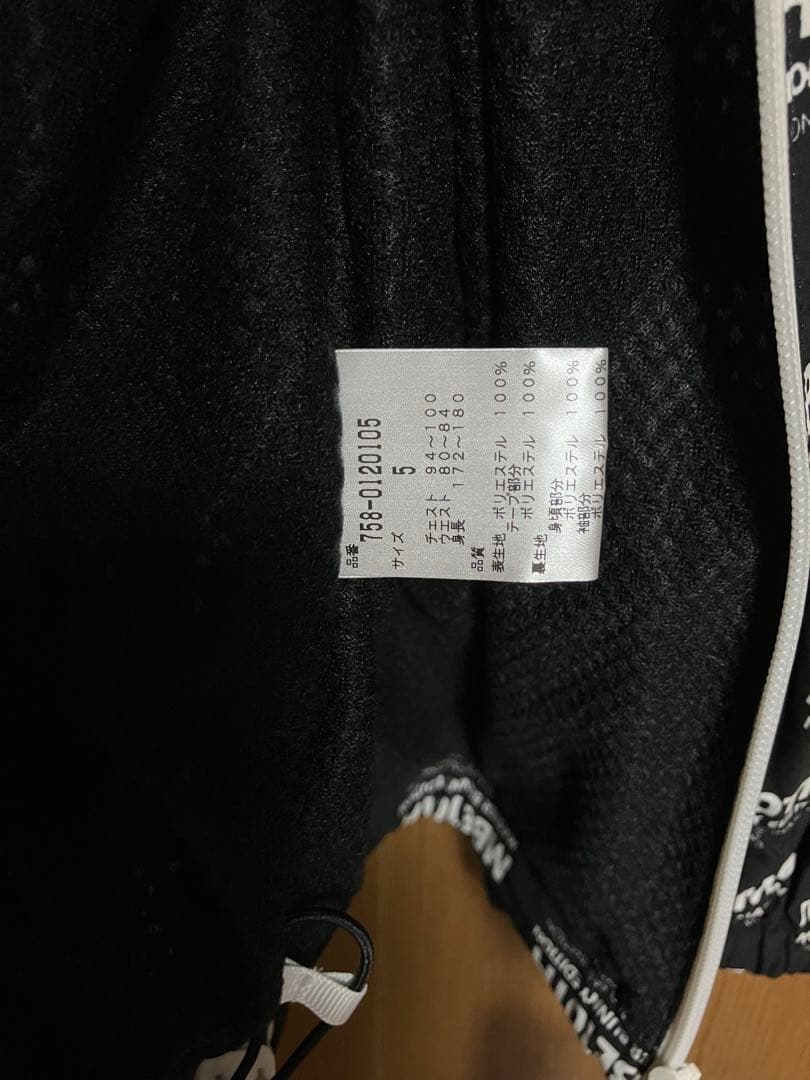 品番
758-0120105
サイズ 5
チェスト 94～100
ウエスト 80～84
身長 172～180
品質
表生地 ポリエステル 100%
テープ部分
ポリエステル 100%
裏生地 身頃部分
ポリエステル 100%
袖部分
ポリエステル 100%